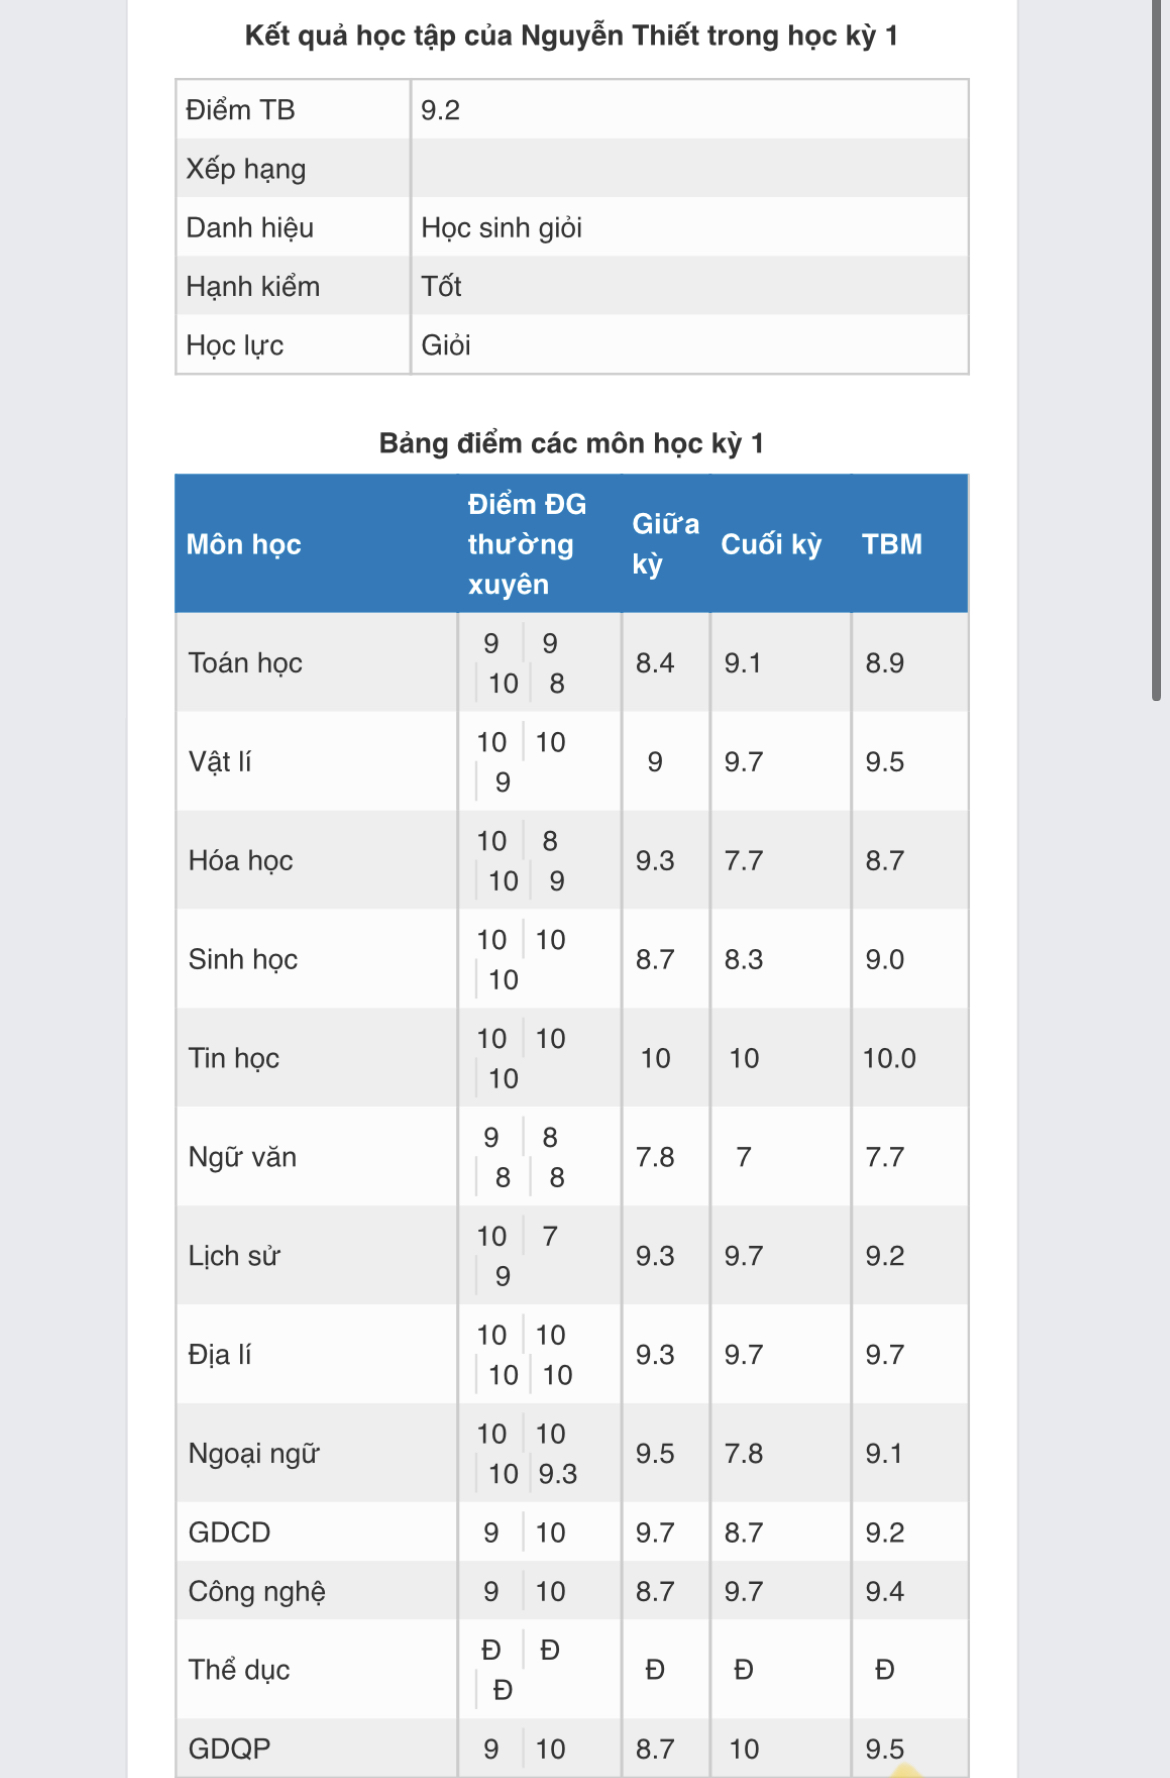 Kết quả học tập của Nguyễn Thiết trong học kỳ 1
Điểm TB 9.2
Xếp hạng
Danh hiệu Học sinh giỏi
Hạnh kiểm Tốt
Học lực Giỏi
Bảng điểm các môn học kỳ 1
Môn học Điểm ĐG thường xuyên Giữa kỳ Cuối kỳ TBM
Toán học 9 9 10 8 8.4 9.1 8.9
Vật lí 10 10 9 9 9.7 9.5
Hóa học 10 8 10 9 9.3 7.7 8.7
Sinh học 10 10 10 8.7 8.3 9.0
Tin học 10 10 10 10 10 10.0
Ngữ văn 9 8 8 8 7.8 7 7.7
Lịch sử 10 7 9 9.3 9.7 9.2
Địa lí 10 10 10 10 9.3 9.7 9.7
Ngoại ngữ 10 10 10 9.3 9.5 7.8 9.1
GDCD 9 10 9.7 8.7 9.2
Công nghệ 9 10 8.7 9.7 9.4
Thể dục Đ Đ Đ Đ Đ Đ
GDQP 9 10 8.7 10 9.5